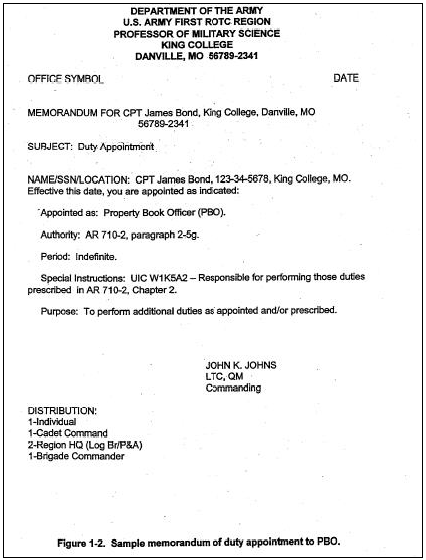 DEPARTMENT OF THE ARMY
U.S. ARMY FIRST ROTC REGION
PROFESSOR OF MILITARY SCIENCE
KING COLLEGE
DANVILLE, MO 56789-2341
OFFICE SYMBOL DATE
MEMORANDUM FOR CPT James Bond, King College, Danville, MO
56789-2341
SUBJECT: Duty Appointment
NAME/SSN/LOCATION: CPT James Bond, 123-34-5678, King College, MO.
Effective this date, you are appointed as indicated:
Appointed as: Property Book Officer (PBO).
Authority: AR 710-2, paragraph 2-5g.
Period: Indefinite.
Special Instructions: UIC W1K5A2 – Responsible for performing those duties
prescribed in AR 710-2, Chapter 2.
Purpose: To perform additional duties as appointed and/or prescribed.
JOHN K. JOHNS
LTC, QM
Commanding
DISTRIBUTION:
1-Individual
1-Cadet Command
2-Region HQ (Log Br/P&A)
1-Brigade Commander
Figure 1-2. Sample memorandum of duty appointment to PBO.